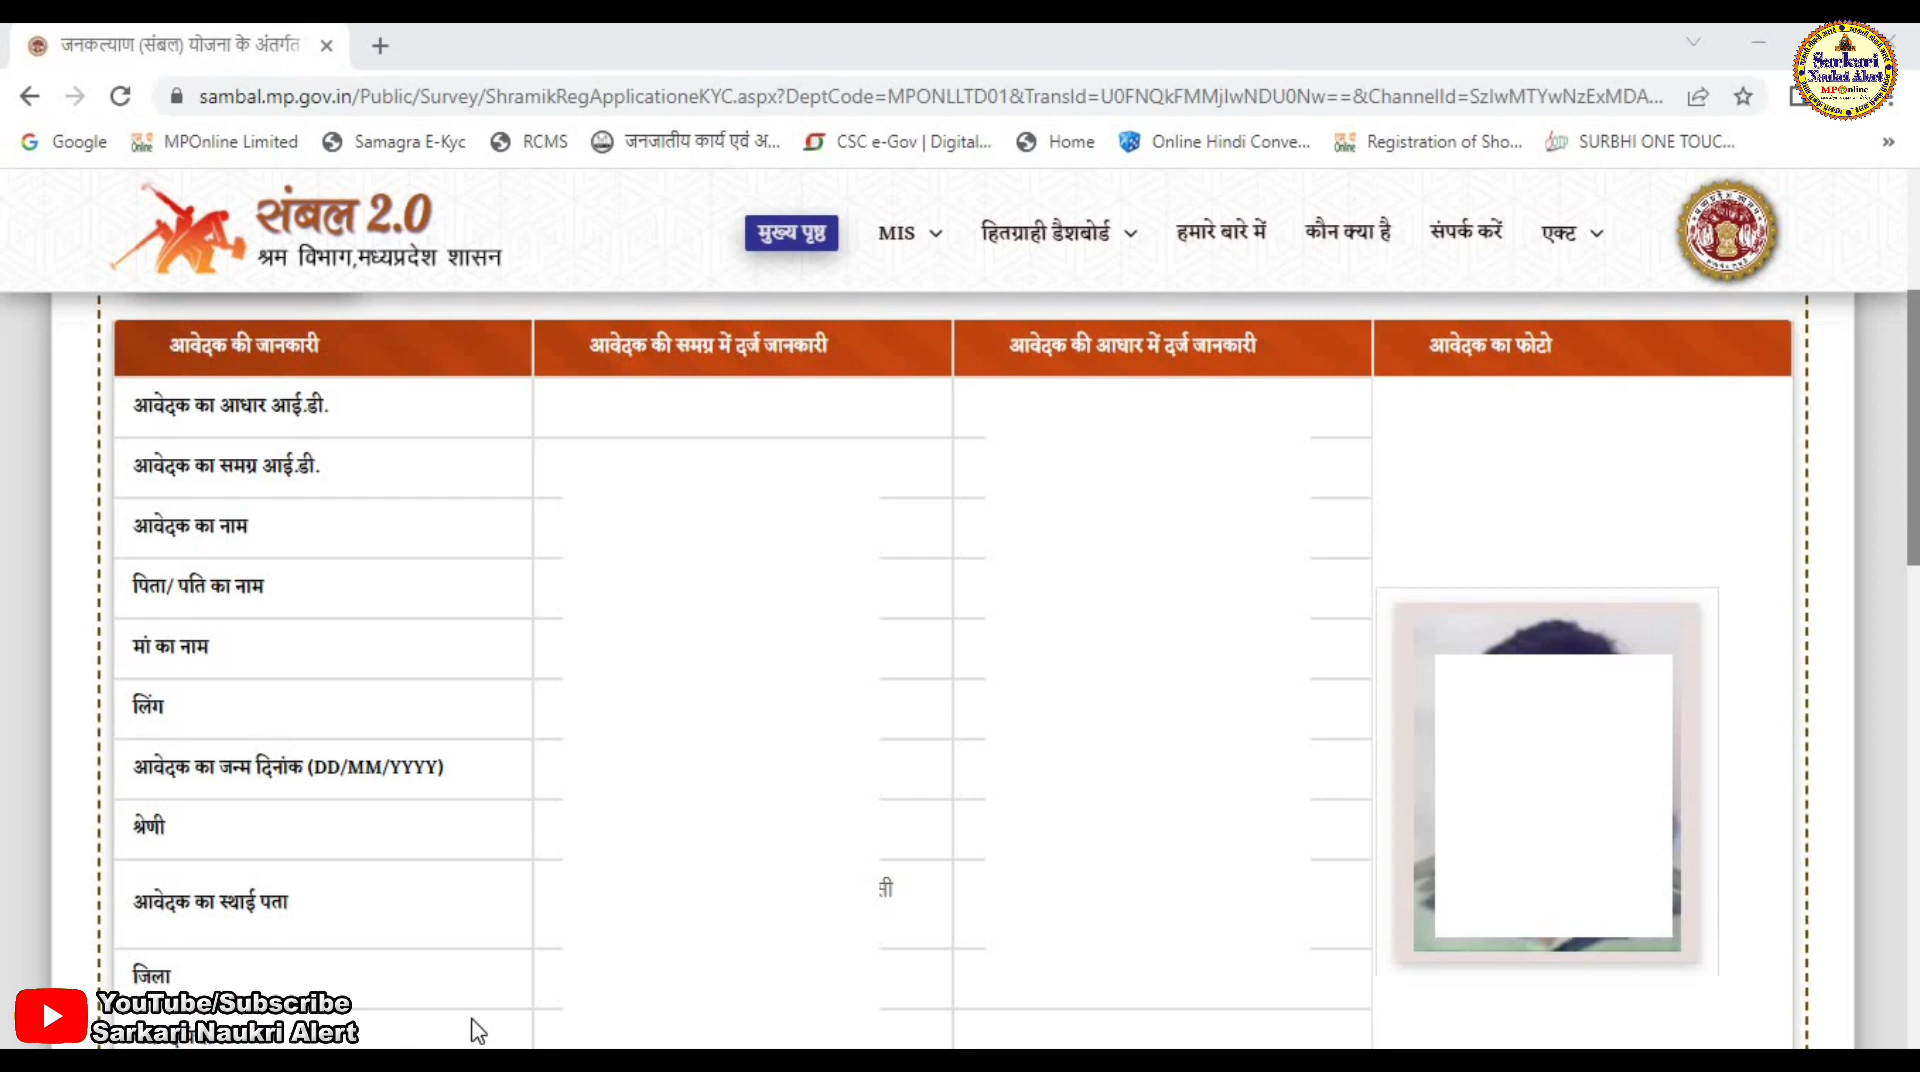 जनकल्याण (संबल) योजना के अंतर्गत
sambal.mp.gov.in/Public/Survey/ShramikRegApplicationeKYC.aspx?DeptCode=MPONLLTD01&TransId=U0FNQkFMMjIwNDU0Nw==&ChannelId=SzIwMTYwNzExMDA...
Google MPOnline Limited Samagra E-Kyc RCMS जनजातीय कार्य एवं अ... CSC e-Gov | Digital... Home Online Hindi Conve... Registration of Sho... SURBHI ONE TOUC...
Sarkari
Naukri Alert
MPOnline
संबल 2.0
श्रम विभाग,मध्यप्रदेश शासन
मुख्य पृष्ठ MIS हितग्राही डैशबोर्ड हमारे बारे में कौन क्या है संपर्क करें एक्ट
आवेदक की जानकारी आवेदक की समग्र में दर्ज जानकारी आवेदक की आधार में दर्ज जानकारी आवेदक का फोटो
आवेदक का आधार आई.डी.
आवेदक का समग्र आई.डी.
आवेदक का नाम
पिता/ पति का नाम
मां का नाम
लिंग
आवेदक का जन्म दिनांक (DD/MM/YYYY)
श्रेणी
आवेदक का स्थाई पता
जिला
YouTube/Subscribe
Sarkari Naukri Alert